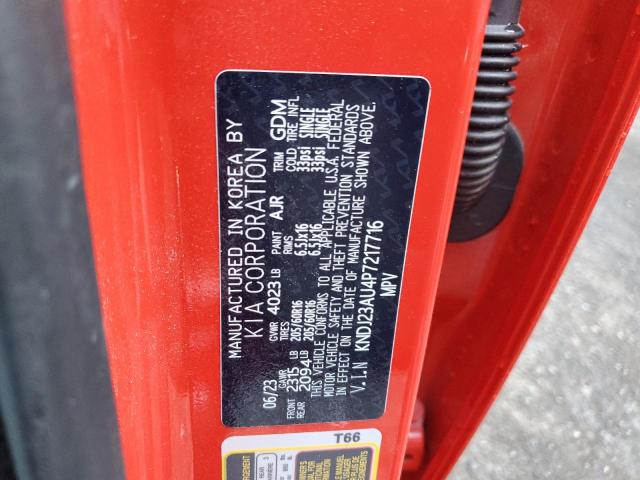 MANUFACTURED IN KOREA BY
KIA CORPORATION
06/23 GVWR 4023 LB PAINT AJR TRIM GDM
GAWR TIRES RIMS COLD TIRE INFL
FRONT 2315 LB 205/60R16 6.5Jx16 33psi SINGLE
REAR 2094 LB 205/60R16 6.5Jx16 33psi SINGLE
THIS VEHICLE CONFORMS TO ALL APPLICABLE U.S.A FEDERAL
MOTOR VEHICLE SAFETY AND THEFT PREVENTION STANDARDS
IN EFFECT ON THE DATE OF MANUFACTURE SHOWN ABOVE.
V.I.N KNDJ23AU4P7217716
MPV
T66
REAR